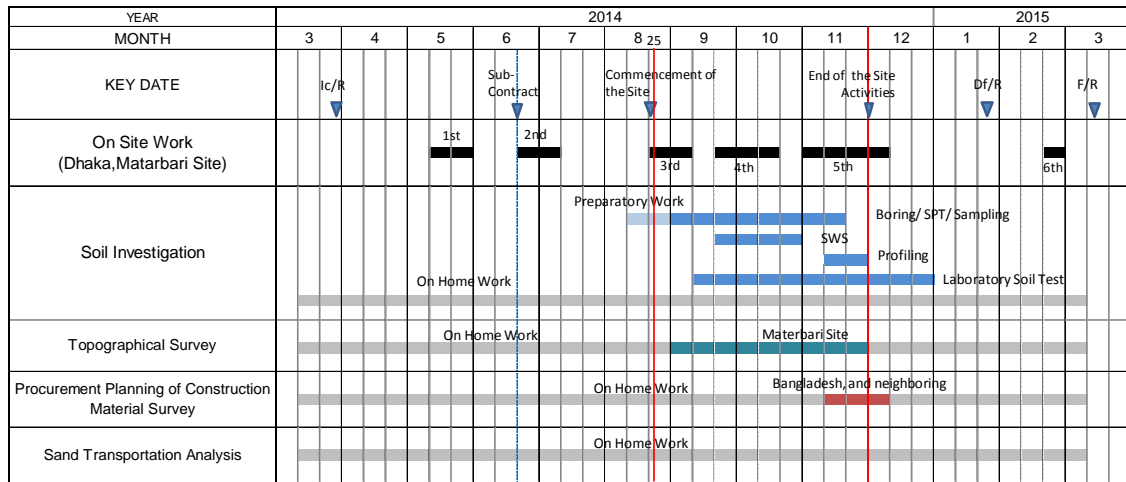 YEAR 2014 2015
MONTH 3 4 5 6 7 8 25 9 10 11 12 1 2 3
KEY DATE
Ic/R
Sub-
Contract
Commencement of
the Site
End of the Site
Activities
Df/R
F/R
On Site Work
(Dhaka,Matarbari Site)
1st
2nd
3rd
4th
5th
6th
Soil Investigation
Preparatory Work
Boring/ SPT/ Sampling
SWS
Profiling
Laboratory Soil Test
On Home Work
Topographical Survey
On Home Work
Materbari Site
Procurement Planning of Construction
Material Survey
On Home Work
Bangladesh, and neighboring
Sand Transportation Analysis
On Home Work